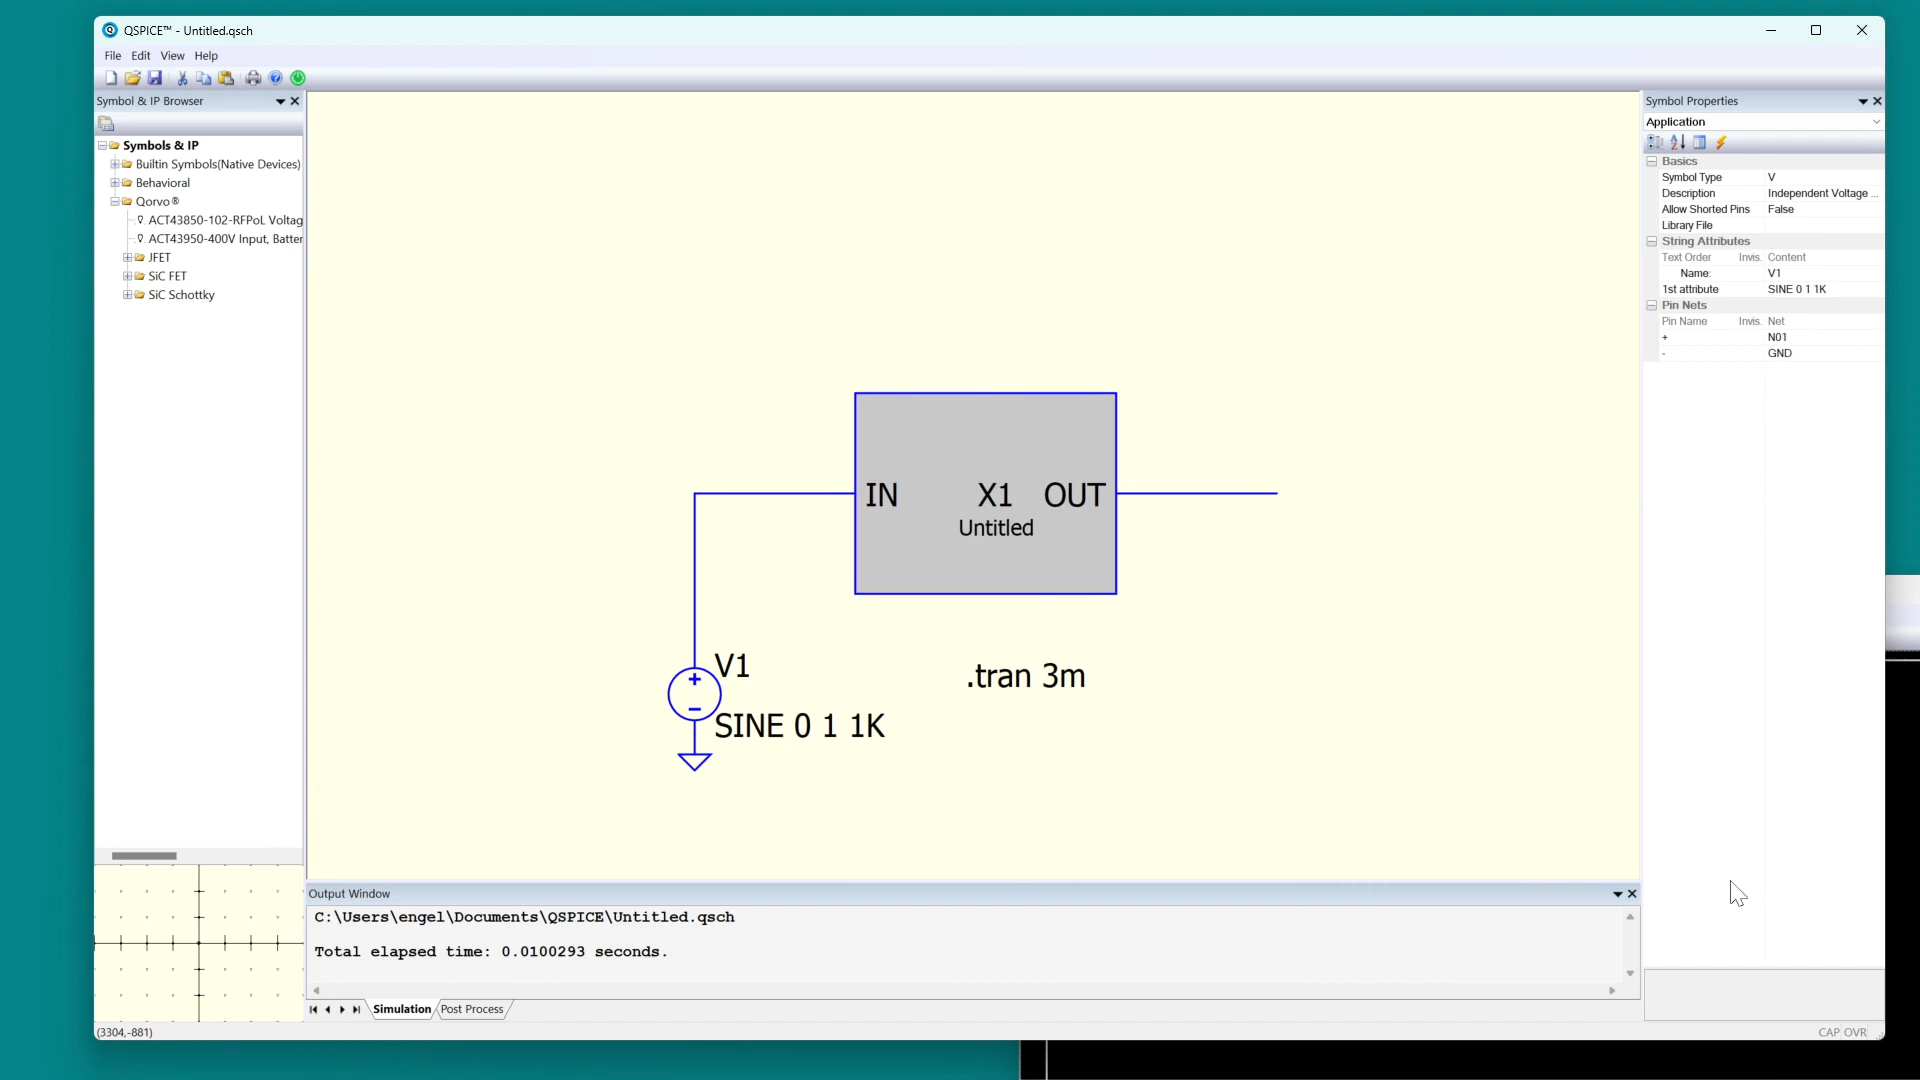 QSPICE™ - Untitled.qsch
File Edit View Help
Symbol & IP Browser
Symbols & IP
Builtin Symbols(Native Devices)
Behavioral
Qorvo®
ACT43850-102-RFPoL Voltag
ACT43950-400V Input, Batter
JFET
SiC FET
SiC Schottky
IN X1 OUT
Untitled
V1
+
.tran 3m
SINE 0 1 1K
Symbol Properties
Application
Basics
Symbol Type V
Description Independent Voltage ...
Allow Shorted Pins False
Library File
String Attributes
Text Order Invis. Content
Name: V1
1st attribute SINE 0 1 1K
Pin Nets
Pin Name Invis. Net
+ N01
- GND
Output Window
C:\Users\engel\Documents\QSPICE\Untitled.qsch
Total elapsed time: 0.0100293 seconds.
Simulation Post Process
(3304,-881)
CAP OVR